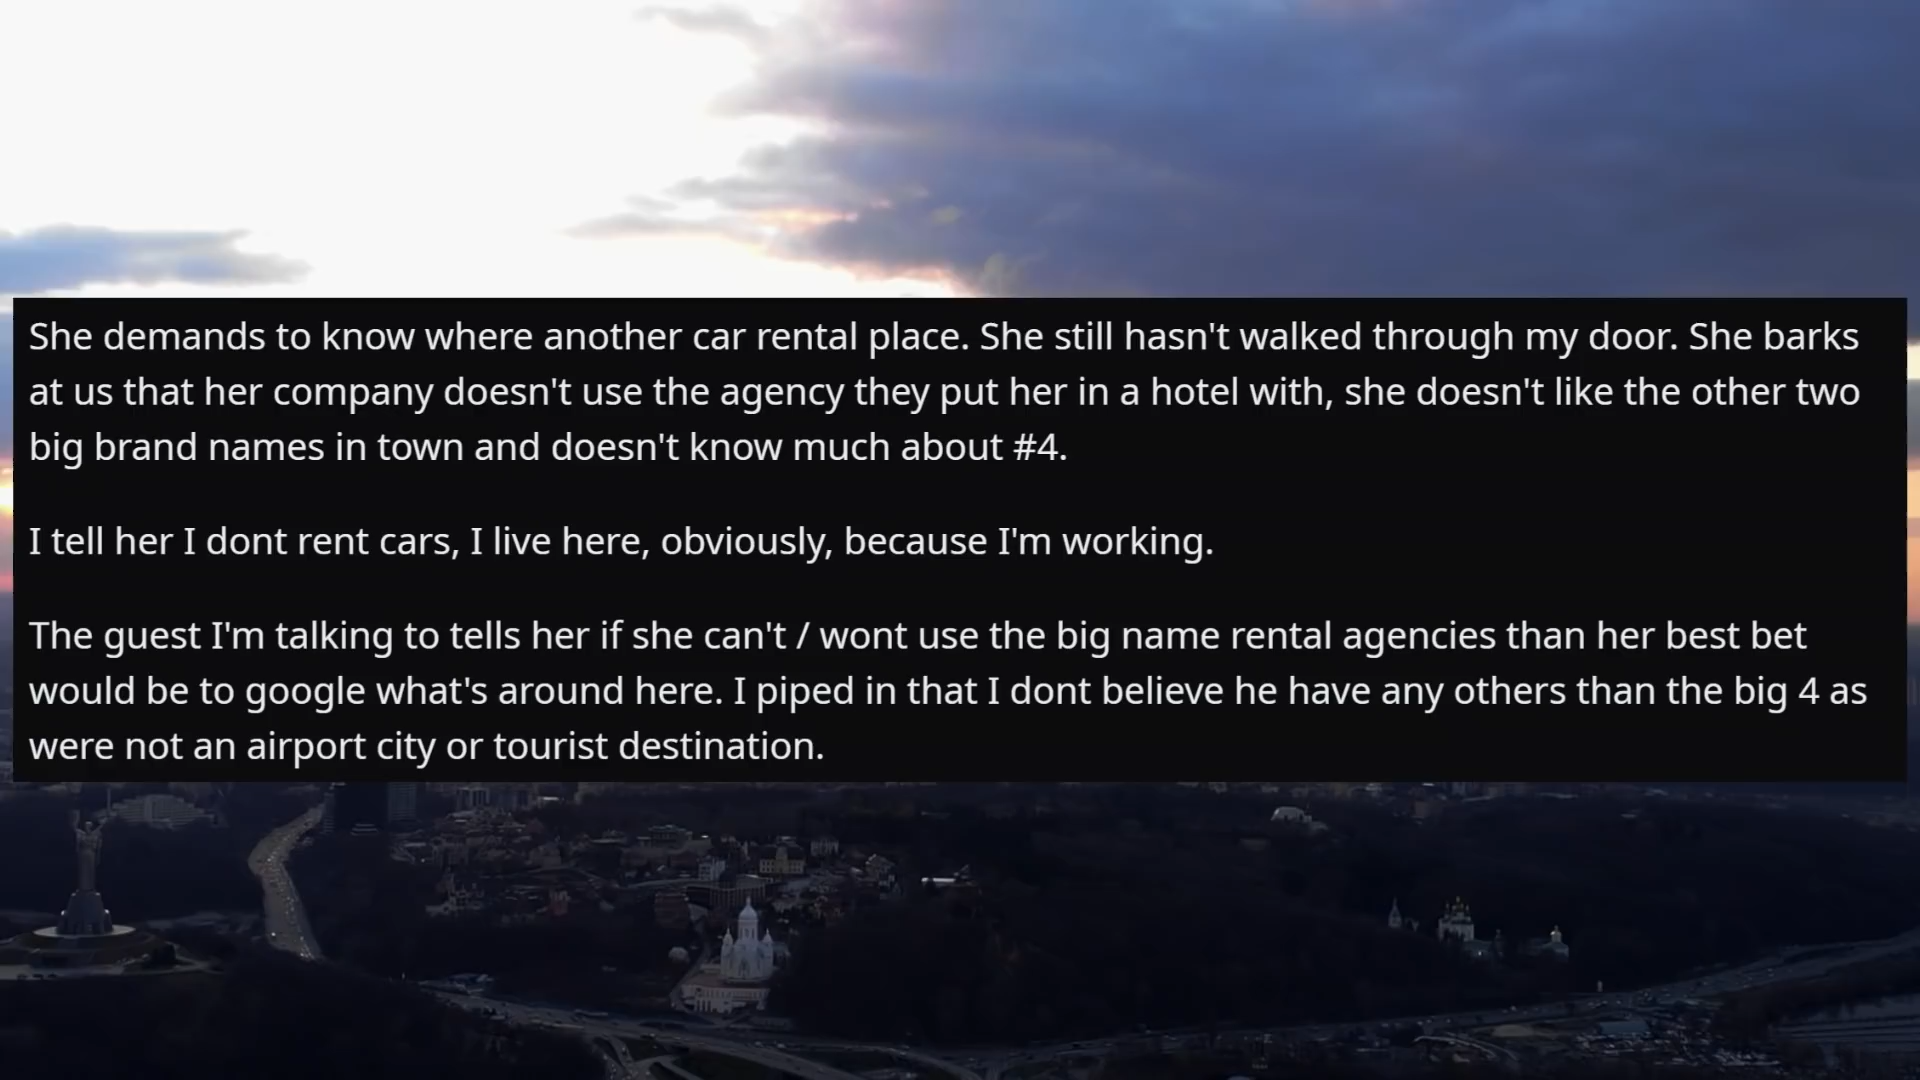 She demands to know where another car rental place. She still hasn't walked through my door. She barks
at us that her company doesn't use the agency they put her in a hotel with, she doesn't like the other two
big brand names in town and doesn't know much about #4.
I tell her I dont rent cars, I live here, obviously, because I'm working.
The guest I'm talking to tells her if she can't / wont use the big name rental agencies than her best bet
would be to google what's around here. I piped in that I dont believe he have any others than the big 4 as
were not an airport city or tourist destination.